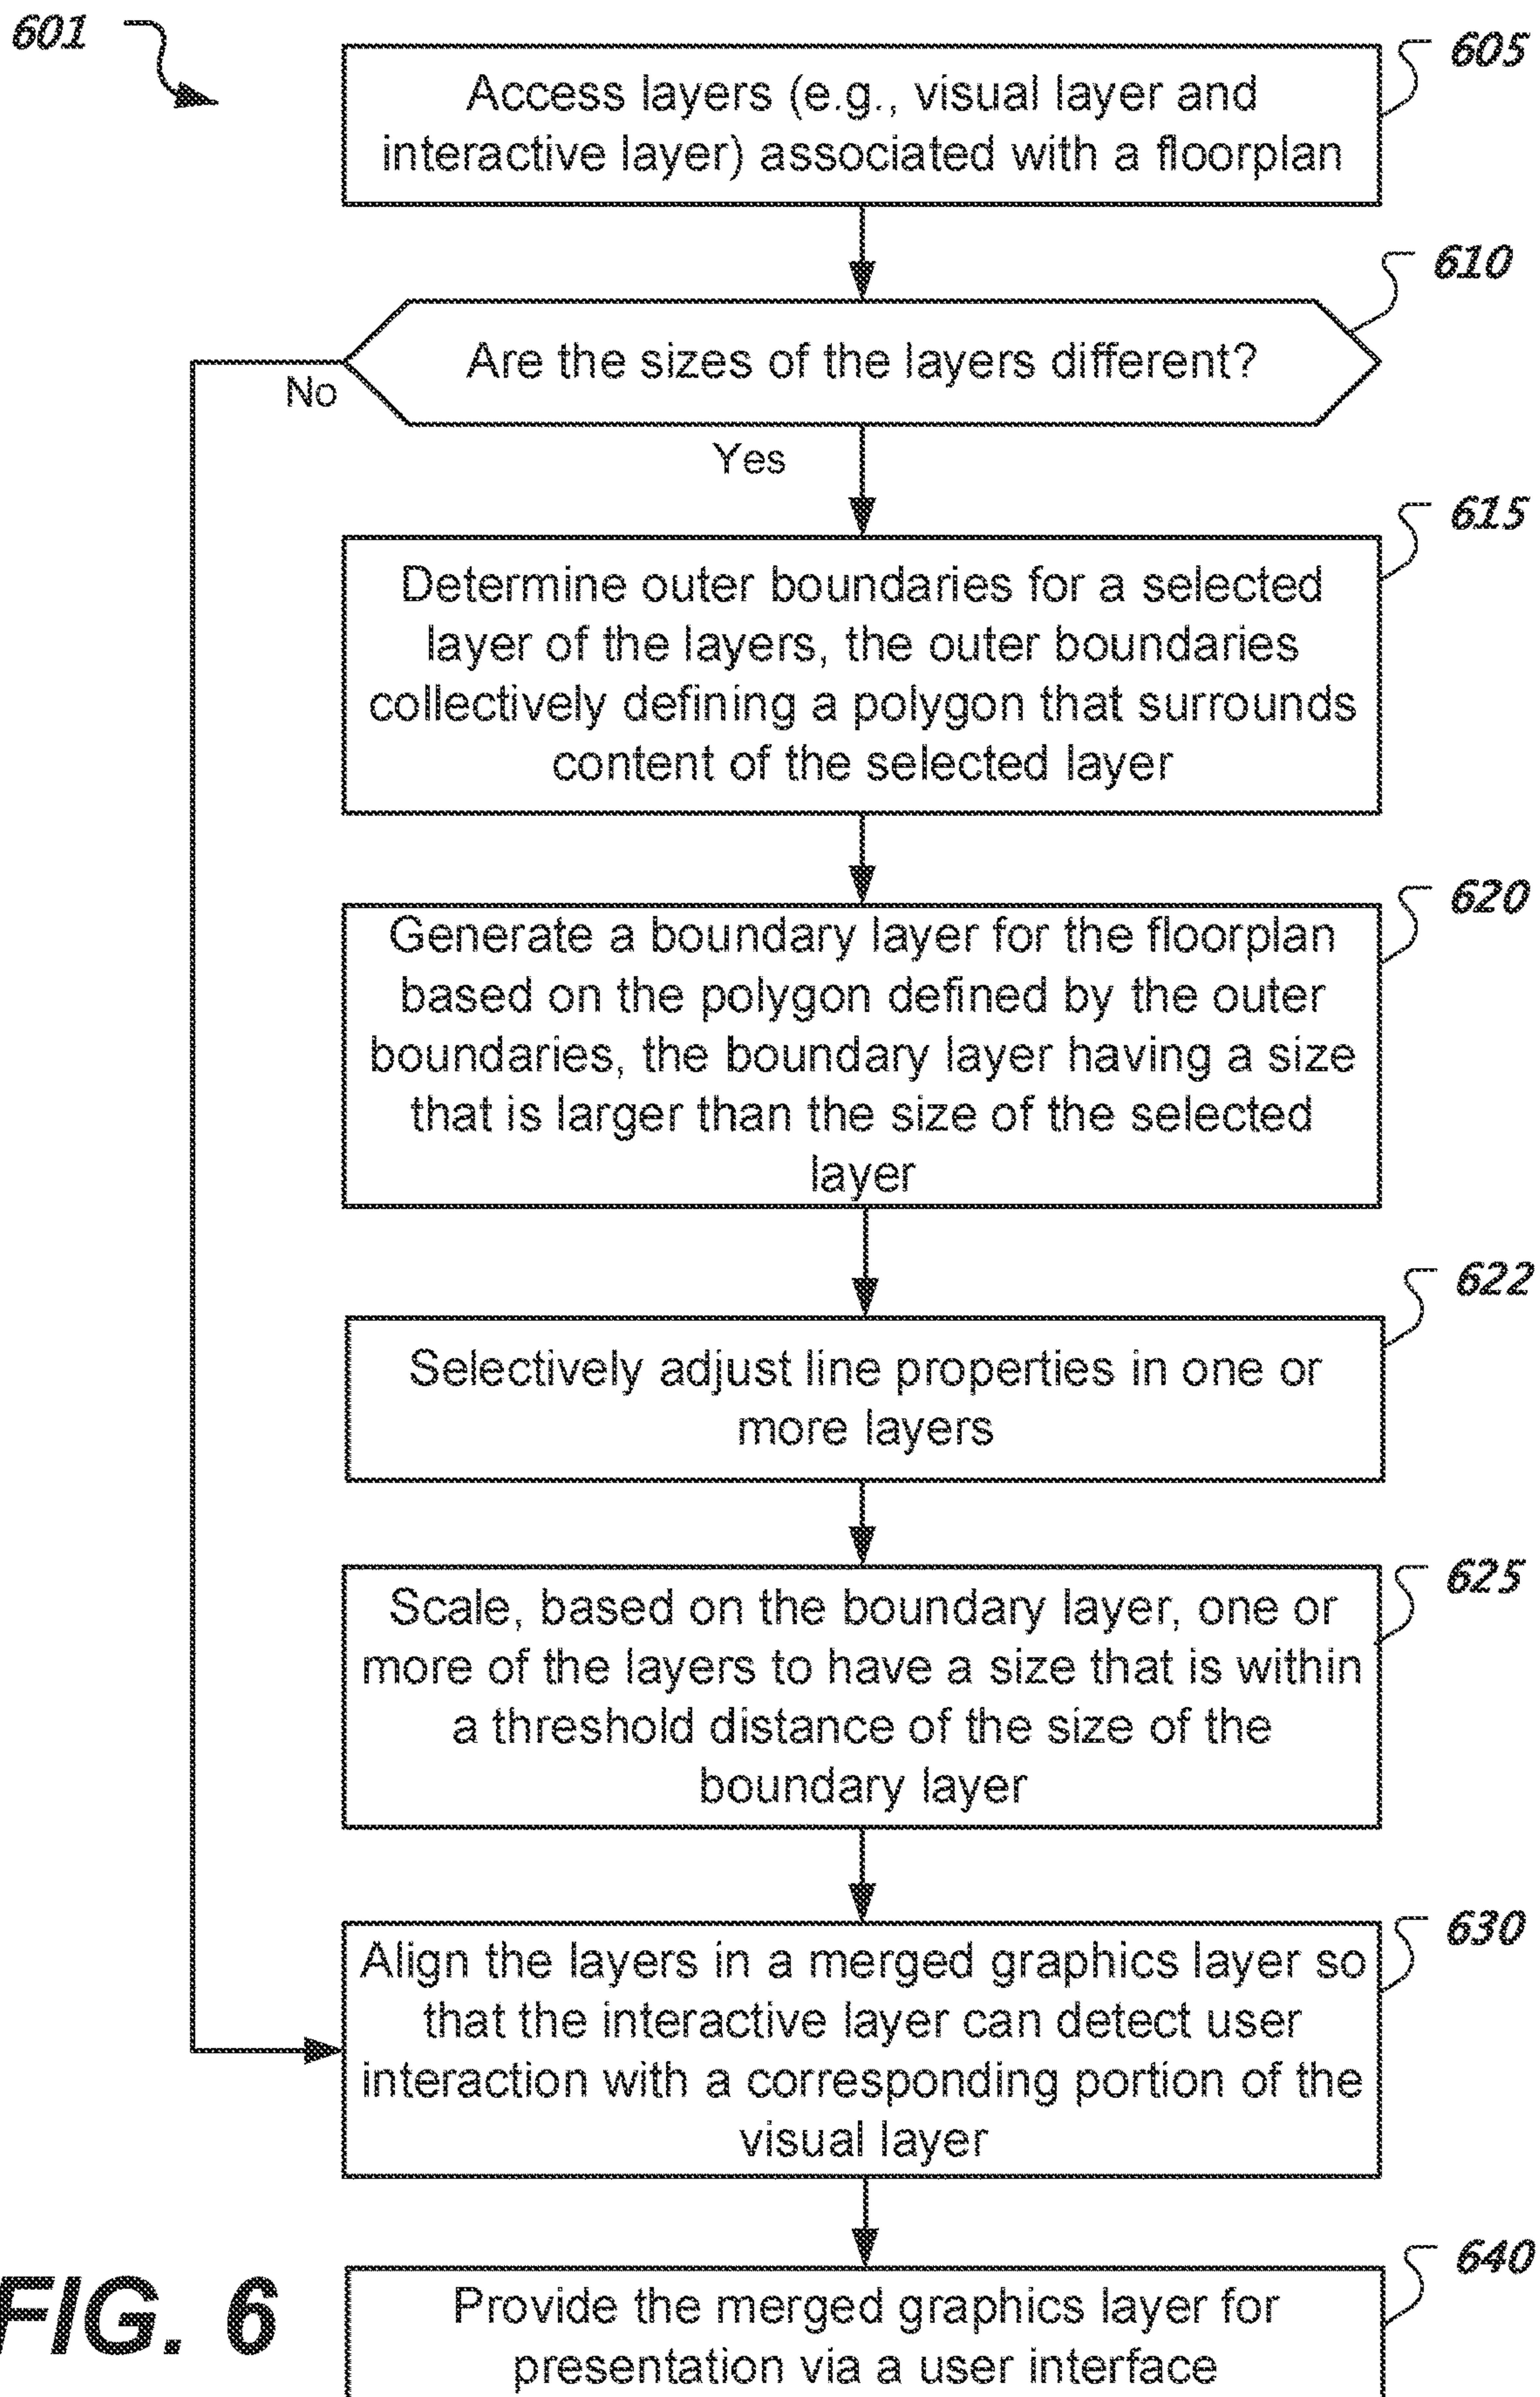 601
605
Access layers (e.g., visual layer and
interactive layer) associated with a floorplan
610
Are the sizes of the layers different?
No
Yes
615
Determine outer boundaries for a selected
layer of the layers, the outer boundaries
collectively defining a polygon that surrounds
content of the selected layer
620
Generate a boundary layer for the floorplan
based on the polygon defined by the outer
boundaries, the boundary layer having a size
that is larger than the size of the selected
layer
622
Selectively adjust line properties in one or
more layers
625
Scale, based on the boundary layer, one or
more of the layers to have a size that is within
a threshold distance of the size of the
boundary layer
630
Align the layers in a merged graphics layer so
that the interactive layer can detect user
interaction with a corresponding portion of the
visual layer
640
Provide the merged graphics layer for
presentation via a user interface
FIG. 6